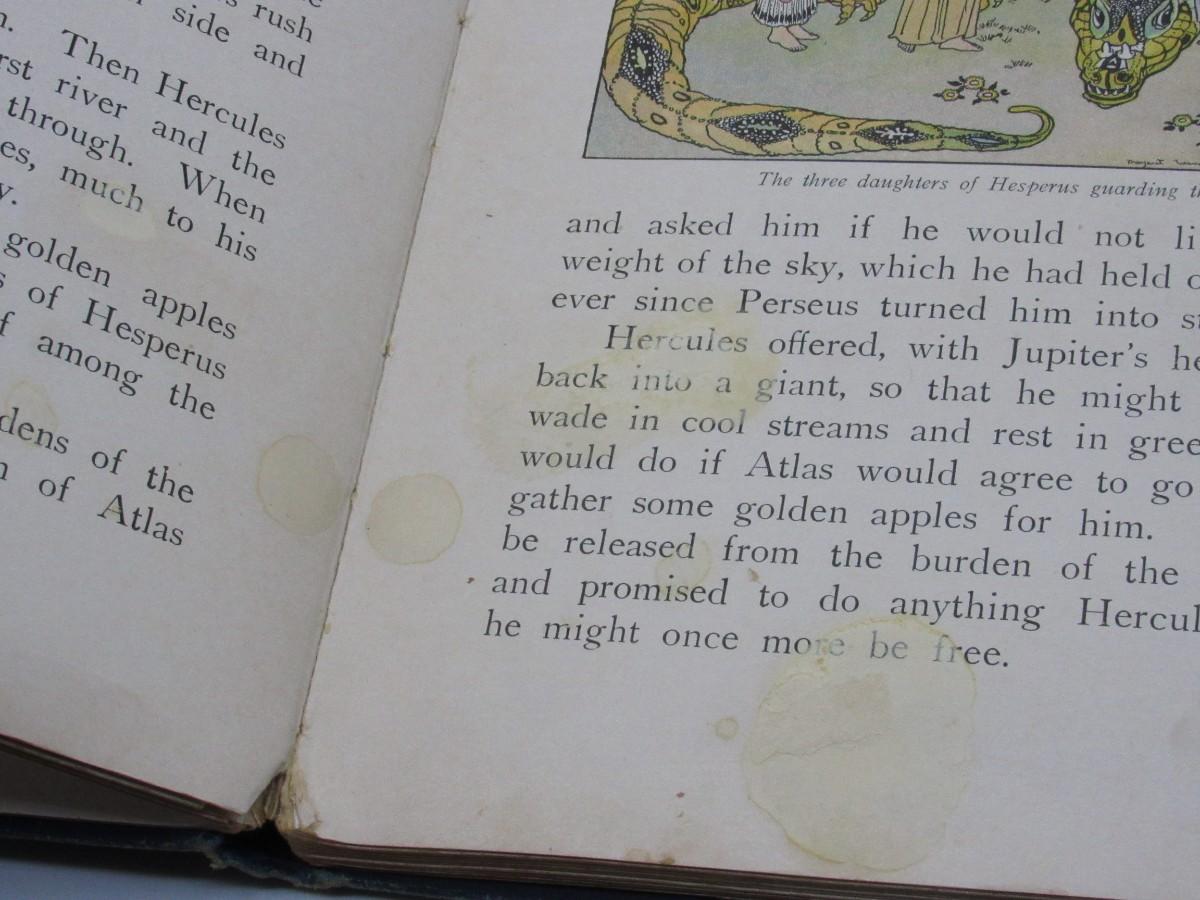 rush
side and
Then Hercules
river and the
through. When
much to his
golden apples
of Hesperus
among the
of the
of Atlas
The three daughters of Hesperus guarding
and asked him if he would not
weight of the sky, which he had held
ever since Perseus turned him into
Hercules offered, with Jupiter's
back into a giant, so that he might
wade in cool streams and rest in
would do if Atlas would agree to go
gather some golden apples for him.
be released from the burden of the
and promised to do anything
he might once more be free.